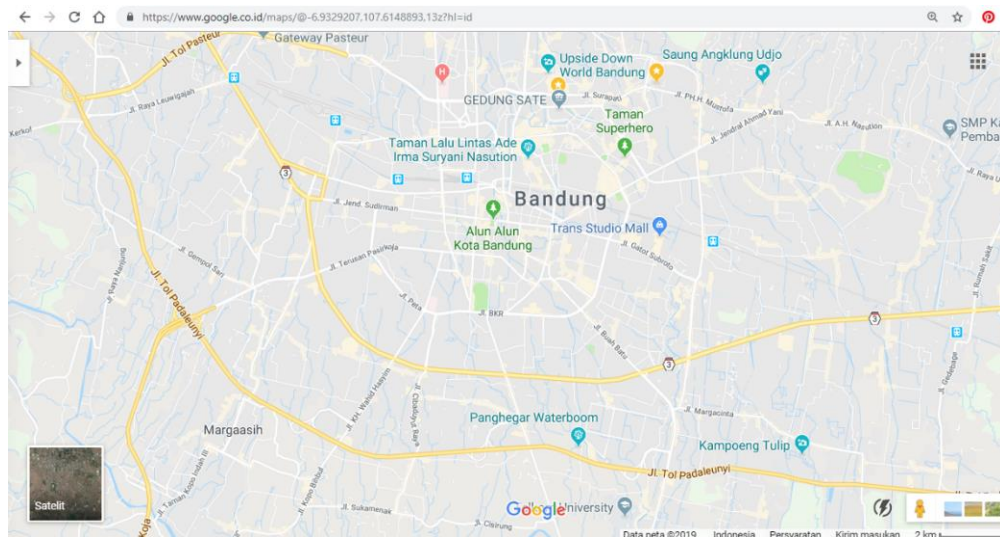 https://www.google.co.id/maps/@-6.9329207,107.6148893,13z?hl=id
Gateway Pasteur
Jl. Tol Pasteur
Upside Down
World Bandung
Saung Angklung Udjo
Jl. Raya Leuwigajah
H
GEDUNG SATE
Jl. Surapati
Jl. PH.H. Mustofa
Kerkof
Taman
Superhero
Jl. Jendral Ahmad Yani
Jl. A.H. Nasution
SMP Ka
Pemba
Taman Lalu Lintas Ade
Irma Suryani Nasution
3
Jl. Raya U
Bandung
Jl. Jend. Sudirman
Alun Alun
Kota Bandung
Trans Studio Mall
Jl. Gempol Sari
Jl. Terusan Pasirkoja
Jl. Gatot Subroto
Jl. Raya Nanjung
Jl. Rumah Sakit
Jl. Tol Padaleunyi
Jl. Peta
Jl. BKR
3
Jl. Buah Batu
3
Jl. Gedebage
Jl. KH. Wahid Hasyim
Jl. Cibaduyut Raya
Panghegar Waterboom
Jl. Margacinta
Margaasih
Kampoeng Tulip
Jl. Taman Kopo Indah III
Jl. Kopo Bihbul
Jl. Tol Padaleunyi
Satelit
Jl. Sukamenak
Google
University
Koja
Jl. Cisirung
Data peta ©2019 Indonesia Persyaratan Kirim masukan 2 km